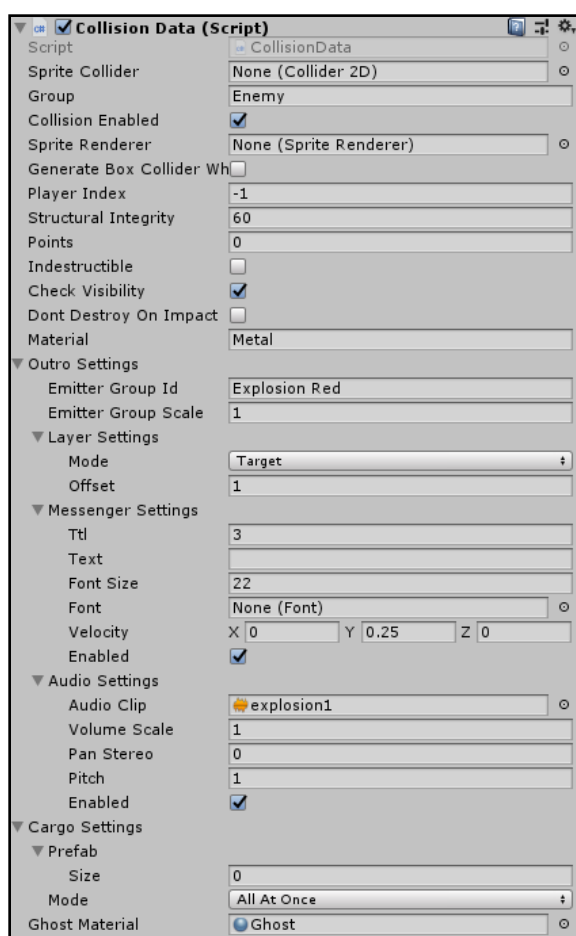 Collision Data (Script)
Script CollisionData
Sprite Collider None (Collider 2D)
Group Enemy
Collision Enabled
Sprite Renderer None (Sprite Renderer)
Generate Box Collider Wh
Player Index -1
Structural Integrity 60
Points 0
Indestructible
Check Visibility
Dont Destroy On Impact
Material Metal
Outro Settings
Emitter Group Id Explosion Red
Emitter Group Scale 1
Layer Settings
Mode Target
Offset 1
Messenger Settings
Ttl 3
Text
Font Size 22
Font None (Font)
Velocity X 0 Y 0.25 Z 0
Enabled
Audio Settings
Audio Clip explosion1
Volume Scale 1
Pan Stereo 0
Pitch 1
Enabled
Cargo Settings
Prefab
Size 0
Mode All At Once
Ghost Material Ghost